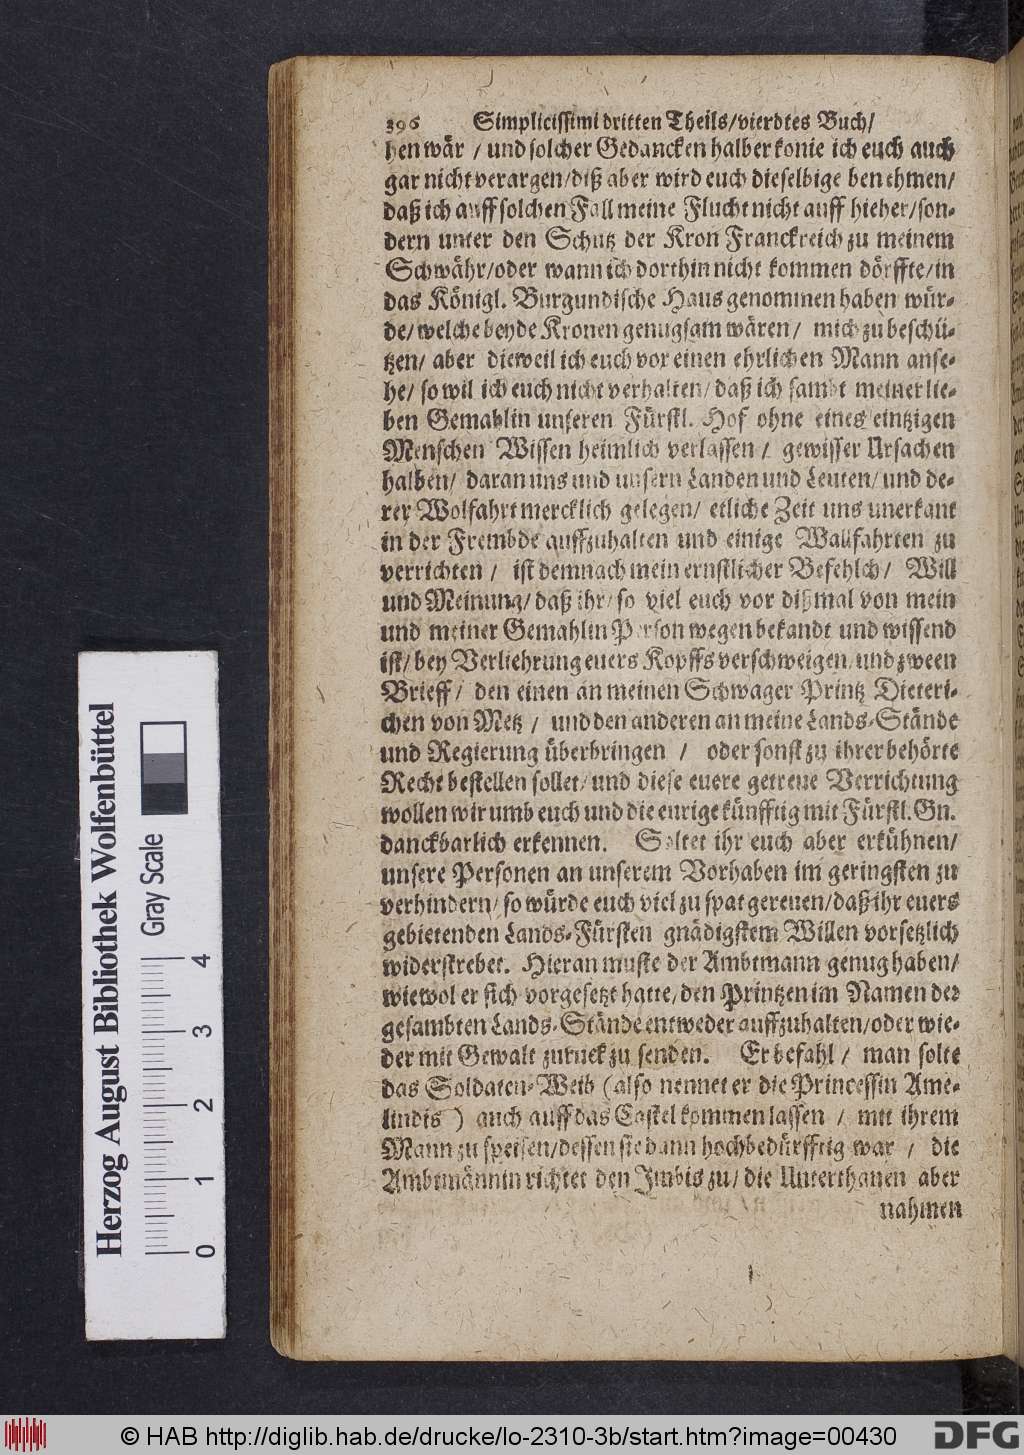 396 Simplicissimi dritten Theils/vierdtes Buch/
hen wär / und solcher Gedancken halber konte ich euch auch
gar nicht verargen/diß aber wird euch dieselbige benehmen/
daß ich auff solchen Fall meine Flucht nicht auff hieher/son-
dern unter den Schutz der Kron Franckreich zu meinem
Schwähr/oder wann ich dorthin nicht kommen dörffte/in
das Königl. Burgundische Haus genommen haben wür-
de/welche beyde Kronen genugsam wären/ mich zu beschü-
tzen/ aber dieweil ich euch vor einen ehrlichen Mann anse-
he/ so wil ich euch nicht verhalten/ daß ich sambt meiner lie-
ben Gemahlin unseren Fürstl. Hof ohne eines eintzigen
Menschen Wissen heimlich verlassen / gewisser Ursachen
halben/ daran uns und unsern Landen und Leuten/ und de-
rer Wolfahrt mercklich gelegen/ etliche Zeit uns unerkant
in der Frembde auffzuhalten und einige Wallfahrten zu
verrichten / ist demnach mein ernstlicher Befehlch/ Will
und Meinung/ daß ihr/ so viel euch vor dißmal von mein
und meiner Gemahlin Person wegen bekandt und wissend
ist/ bey Verliehrung euers Kopffs verschweigen/und zween
Brieff/ den einen an meinen Schwager Printz Dieteri-
chen von Metz / und den anderen an meine Lands-Stände
und Regierung überbringen / oder sonst zu ihrer behörte
Recht bestellen sollet/ und diese euere getreue Verrichtung
wollen wir umb euch und die eurige künfftig mit Fürstl. Gn.
danckbarlich erkennen. Soltet ihr euch aber erkühnen/
unsere Personen an unserem Vorhaben im geringsten zu
verhindern/ so würde euch viel zu spat gereuen/daß ihr euers
gebietenden Lands-Fürsten gnädigstem Willen vorsetzlich
widerstrebet. Hieran muste der Ambtmann genug haben/
wiewol er sich vorgesetzt hatte/ den Printzen im Namen der
gesambten Lands-Stände entweder auffzuhalten/oder wie-
der mit Gewalt zuruck zu senden. Er befahl / man solte
das Soldaten-Weib (also nennet er die Princessin Ame-
lindis ) auch auff das Castel kommen lassen / mit ihrem
Mann zu speisen/dessen sie dann hochbedürfftig war / die
Ambtmännin richtet den Imbis zu/ die Unterthanen aber
nahmen
Herzog August Bibliothek Wolfenbüttel
Gray Scale
0 1 2 3 4
© HAB http://diglib.hab.de/drucke/lo-2310-3b/start.htm?image=00430
DFG